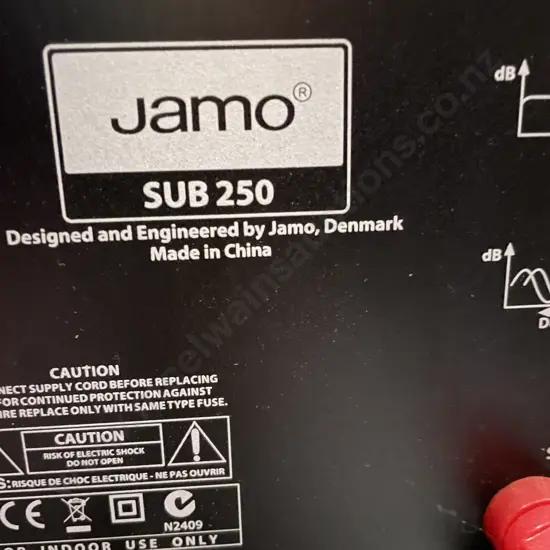 Jamo®
SUB 250
Designed and Engineered by Jamo, Denmark
Made in China
dB
dB
D
CAUTION
NECT SUPPLY CORD BEFORE REPLACING
FOR CONTINUED PROTECTION AGAINST
IRE REPLACE ONLY WITH SAME TYPE FUSE.
CAUTION
RISK OF ELECTRIC SHOCK
DO NOT OPEN
S: RISQUE DE CHOC ELECTRIQUE - NE PAS OUVRIR
CE
N2409
OR INDOOR USE ONLY